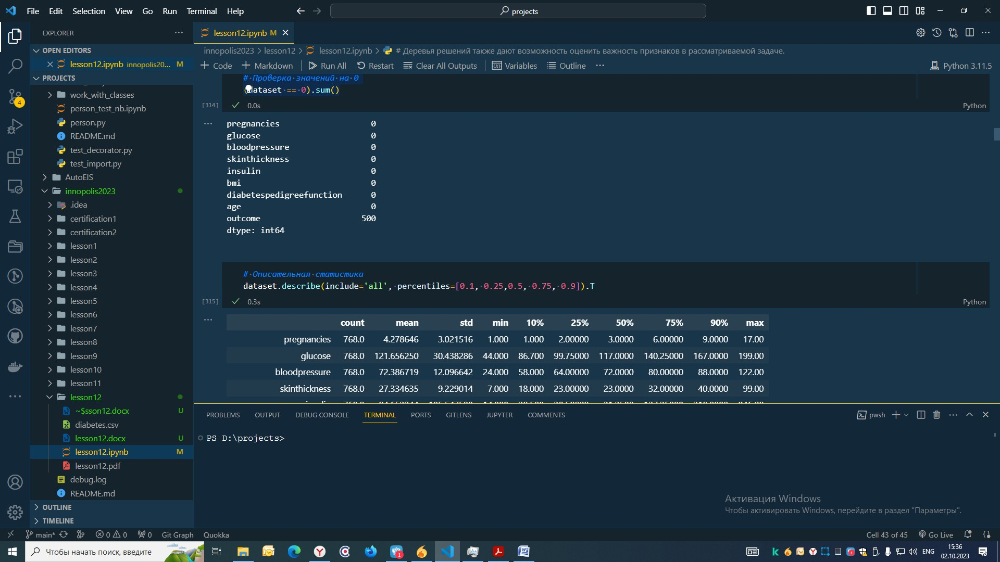 File Edit Selection View Go Run Terminal Help
projects
EXPLORER
OPEN EDITORS
lesson12.ipynb innopolis20... M
PROJECTS
work_with_classes
person_test_nb.ipynb
person.py
README.md
test_decorator.py
test_import.py
AutoEIS
innopolis2023
.idea
certification1
certification2
lesson1
lesson2
lesson3
lesson4
lesson5
lesson6
lesson7
lesson8
lesson9
lesson10
lesson11
lesson12
~$sson12.docx U
diabetes.csv
lesson12.docx U
lesson12.ipynb M
lesson12.pdf
debug.log
README.md
OUTLINE
TIMELINE
4
lesson12.ipynb M
innopolis2023 > lesson12 > lesson12.ipynb > # Деревья решений также дают возможность оценить важность признаков в рассматриваемой задаче.
Code Markdown Run All Restart Clear All Outputs Variables Outline Python 3.11.5
# Проверка значений на 0
(dataset == 0).sum()
[314] 0.0s Python
pregnancies 0
glucose 0
bloodpressure 0
skinthickness 0
insulin 0
bmi 0
diabetespedigreefunction 0
age 0
outcome 500
dtype: int64
# Описательная статистика
dataset.describe(include='all', percentiles=[0.1, 0.25,0.5, 0.75, 0.9]).T
[315] 0.3s Python
count mean std min 10% 25% 50% 75% 90% max
pregnancies 768.0 4.278646 3.021516 1.000 1.000 2.00000 3.0000 6.00000 9.0000 17.00
glucose 768.0 121.656250 30.438286 44.000 86.700 99.75000 117.0000 140.25000 167.0000 199.00
bloodpressure 768.0 72.386719 12.096642 24.000 58.000 64.00000 72.0000 80.00000 88.0000 122.00
skinthickness 768.0 27.334635 9.229014 7.000 18.000 23.00000 23.0000 32.00000 40.0000 99.00
PROBLEMS OUTPUT DEBUG CONSOLE TERMINAL PORTS GITLENS JUPYTER COMMENTS pwsh
PS D:\projects>
Активация Windows
Чтобы активировать Windows, перейдите в раздел "Параметры".
main* 0 0 0 Git Graph Quokka Cell 43 of 45 Go Live
Чтобы начать поиск, введите
ENG
15:36
02.10.2023